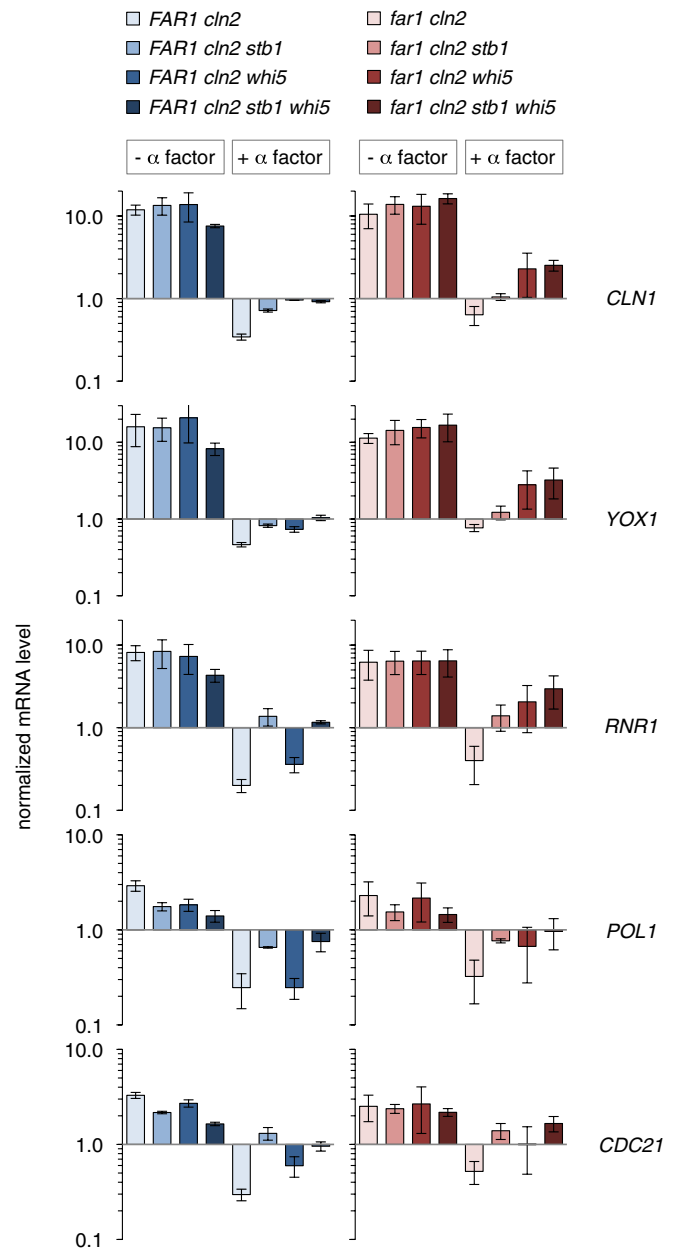 FAR1 cln2
far1 cln2
FAR1 cln2 stb1
far1 cln2 stb1
FAR1 cln2 whi5
far1 cln2 whi5
FAR1 cln2 stb1 whi5
far1 cln2 stb1 whi5
- α factor
+ α factor
- α factor
+ α factor
10.0
1.0
0.1
CLN1
10.0
1.0
0.1
YOX1
10.0
1.0
0.1
RNR1
normalized mRNA level
10.0
1.0
0.1
POL1
10.0
1.0
0.1
CDC21